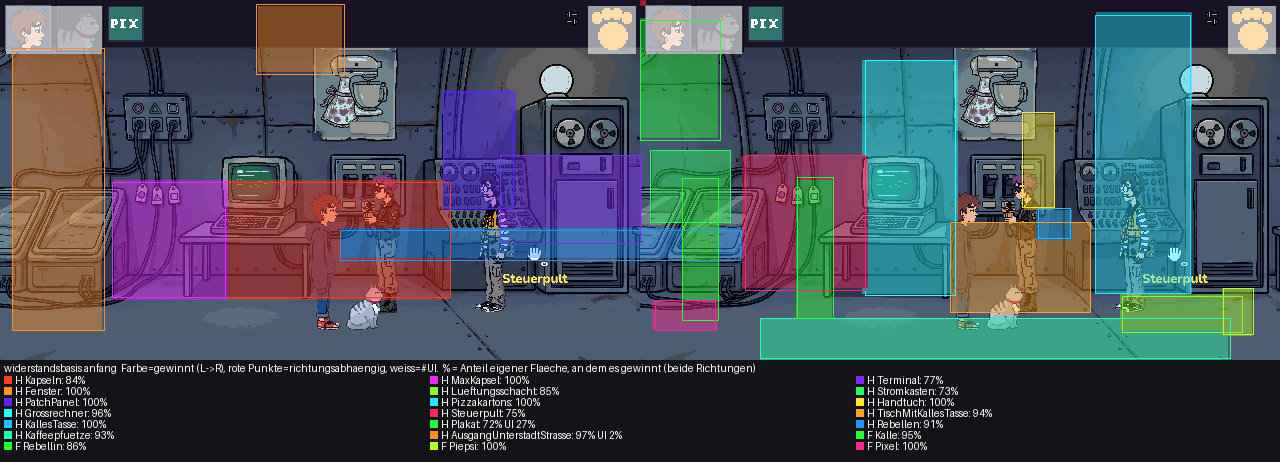 PIX
PIX
Steuerpult
Steuerpult
widerstandsbasisanfang Farbe=gewinnt (L->R), rote Punkte=richtungsabhaengig, weiss=#UI. % = Anteil eigener Flaeche, an dem es gewinnt (beide Richtungen)
H Kapseln: 84%
H MaxKapsel: 100%
H Terminal: 77%
H Fenster: 100%
H Lueftungsschacht: 85%
H Stromkasten: 73%
H PatchPanel: 100%
H Pizzakartons: 100%
H Handtuch: 100%
H Grossrechner: 96%
H Steuerpult: 75%
H TischMitKallesTasse: 94%
H KallesTasse: 100%
H Plakat: 72% UI 27%
H Rebellen: 91%
H Kaffeepfuetze: 93%
H AusgangUnterstadtStrasse: 97% UI 2%
F Kalle: 95%
F Rebellin: 86%
F Piepsi: 100%
F Pixel: 100%